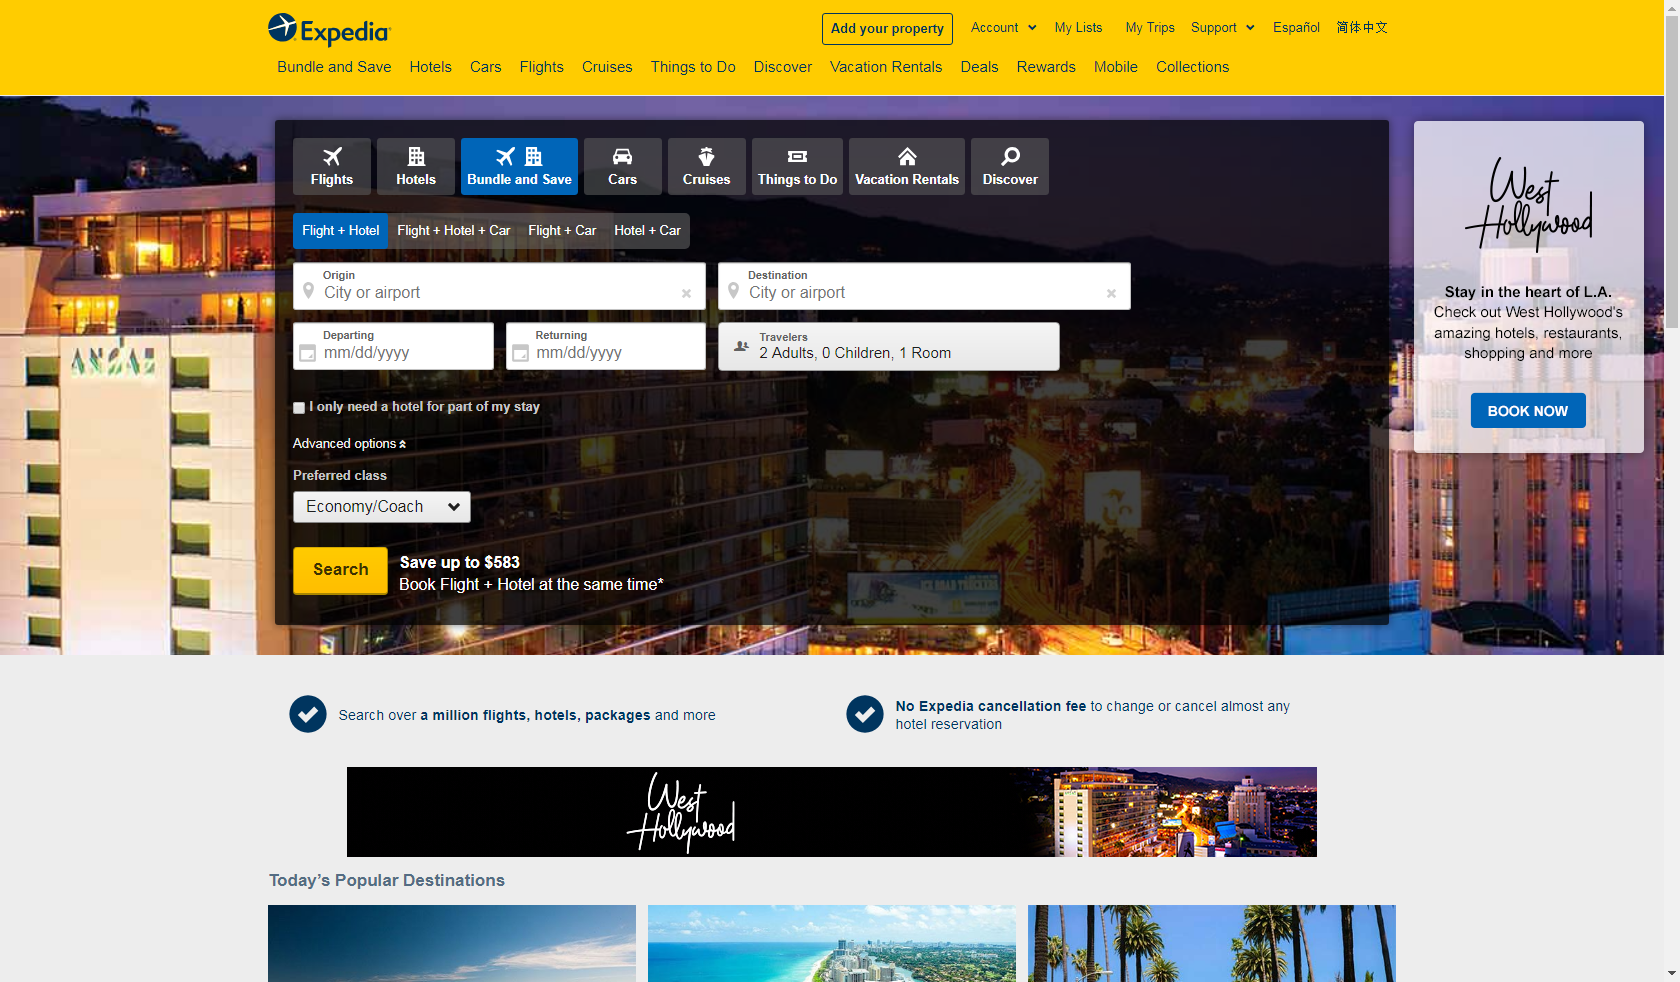 Expedia
Add your property
Account
My Lists
My Trips
Support
Español
简体中文
Bundle and Save
Hotels
Cars
Flights
Cruises
Things to Do
Discover
Vacation Rentals
Deals
Rewards
Mobile
Collections
Flights
Hotels
Bundle and Save
Cars
Cruises
Things to Do
Vacation Rentals
Discover
Flight + Hotel
Flight + Hotel + Car
Flight + Car
Hotel + Car
Origin
City or airport
Destination
City or airport
Departing
mm/dd/yyyy
Returning
mm/dd/yyyy
Travelers
2 Adults, 0 Children, 1 Room
I only need a hotel for part of my stay
Advanced options
Preferred class
Economy/Coach
Search
Save up to $583
Book Flight + Hotel at the same time*
West
Hollywood
Stay in the heart of L.A.
Check out West Hollywood's
amazing hotels, restaurants,
shopping and more
BOOK NOW
Search over a million flights, hotels, packages and more
No Expedia cancellation fee to change or cancel almost any
hotel reservation
West
Hollywood
Today's Popular Destinations